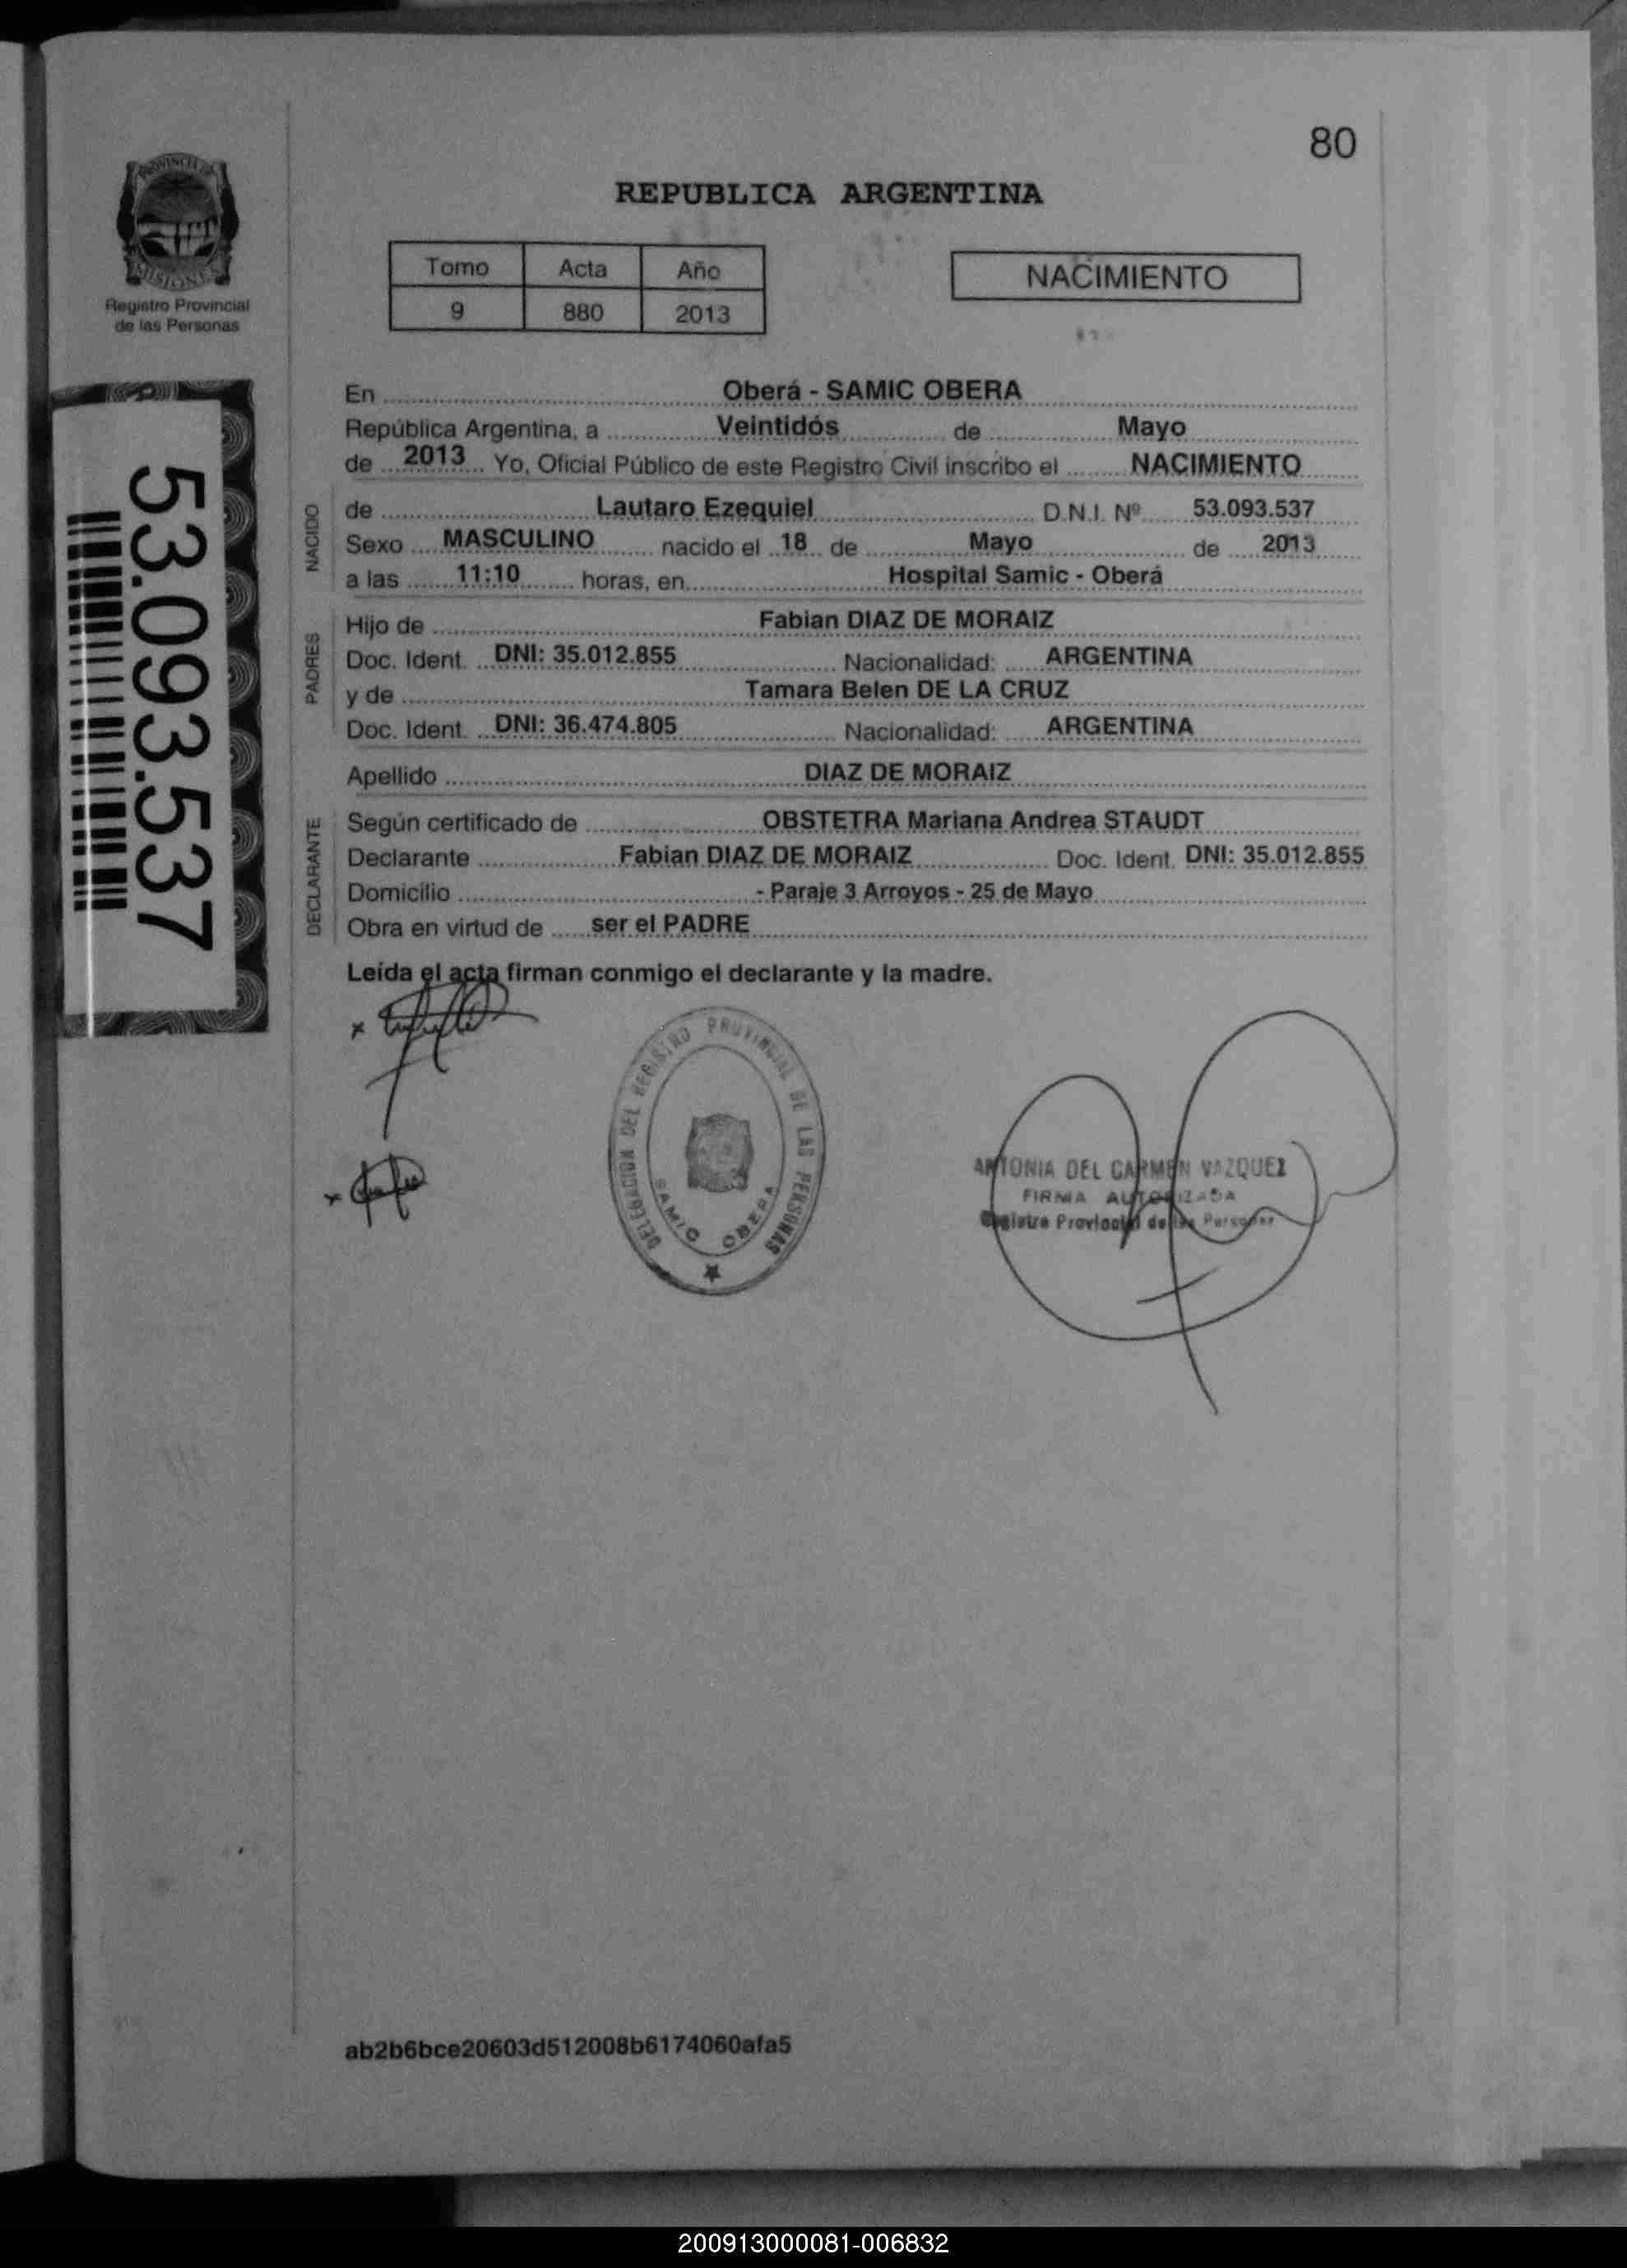 80
REPUBLICA ARGENTINA
PROVINCIA DE
MISIONES
Registro Provincial
de las Personas
Tomo Acta Año
9 880 2013
NACIMIENTO
53.093.537
En Oberá - SAMIC OBERA
República Argentina, a Veintidós de Mayo
de 2013 Yo, Oficial Público de este Registro Civil inscribo el NACIMIENTO
NACIDO
de Lautaro Ezequiel D.N.I. Nº 53.093.537
Sexo MASCULINO nacido el 18 de Mayo de 2013
a las 11:10 horas, en Hospital Samic - Oberá
PADRES
Hijo de Fabian DIAZ DE MORAIZ
Doc. Ident. DNI: 35.012.855 Nacionalidad: ARGENTINA
y de Tamara Belen DE LA CRUZ
Doc. Ident. DNI: 36.474.805 Nacionalidad: ARGENTINA
Apellido DIAZ DE MORAIZ
DECLARANTE
Según certificado de OBSTETRA Mariana Andrea STAUDT
Declarante Fabian DIAZ DE MORAIZ Doc. Ident. DNI: 35.012.855
Domicilio - Paraje 3 Arroyos - 25 de Mayo
Obra en virtud de ser el PADRE
Leída el acta firman conmigo el declarante y la madre.
DELEGACION DEL REGISTRO PROVINCIAL DE LAS PERSONAS
SAMIC OBERA
ANTONIA DEL CARMEN VAZQUEZ
FIRMA AUTORIZADA
Registro Provincial de las Personas
ab2b6bce20603d512008b6174060afa5
200913000081-006832